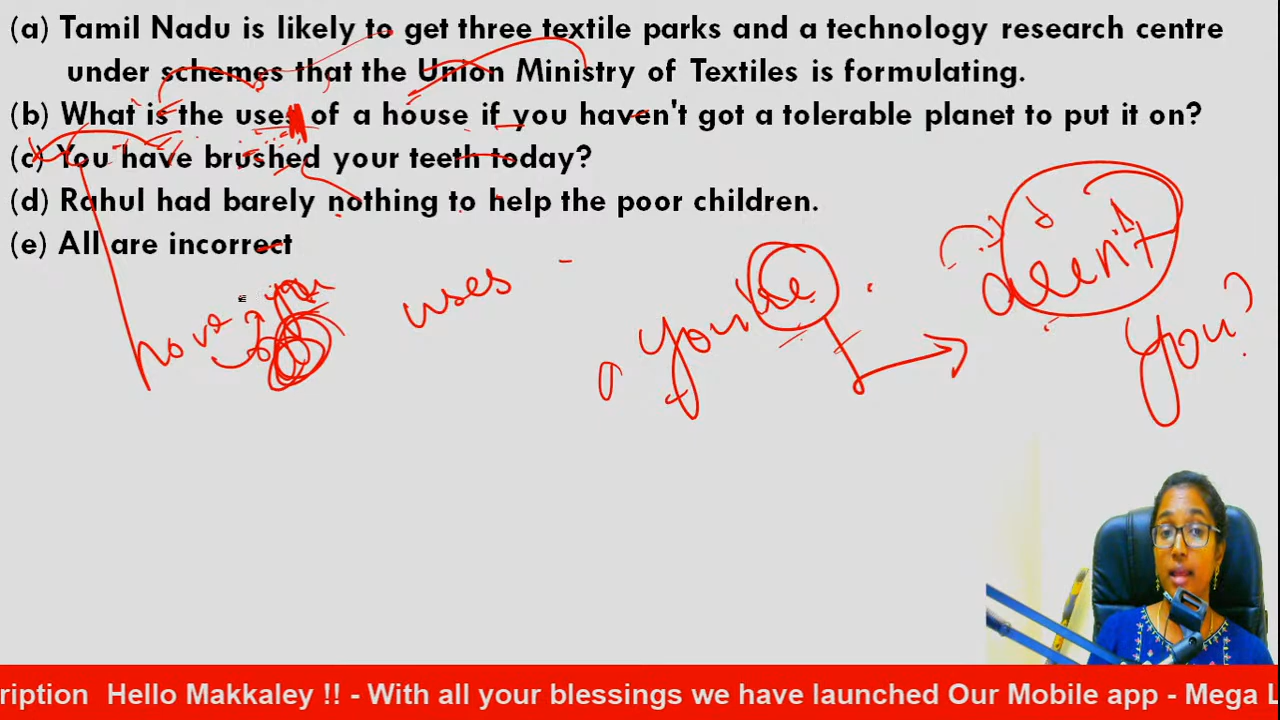 (a) Tamil Nadu is likely to get three textile parks and a technology research centre
under schemes that the Union Ministry of Textiles is formulating.
(b) What is the uses of a house if you haven't got a tolerable planet to put it on?
(c) You have brushed your teeth today?
(d) Rahul had barely nothing to help the poor children.
(e) All are incorrect
uses
have you
aren't
you?
cription Hello Makkaley !! - With all your blessings we have launched Our Mobile app - Mega L